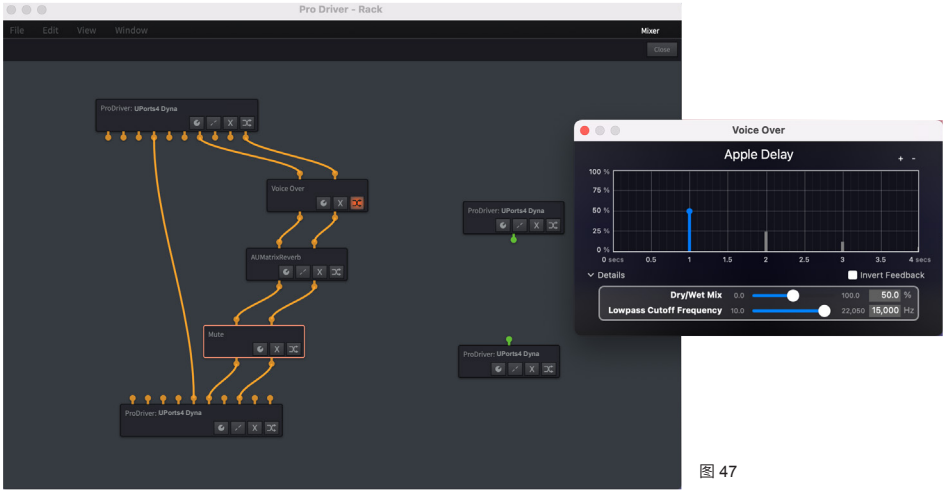 Pro Driver - Rack
File Edit View Window Mixer
Close
ProDriver: UPorts4 Dyna
X
Voice Over
X
AUMatrixReverb
X
Mute
X
ProDriver: UPorts4 Dyna
X
ProDriver: UPorts4 Dyna
X
ProDriver: UPorts4 Dyna
X
Voice Over
Apple Delay
+ -
100 %
75 %
50 %
25 %
0 %
0 secs 0.5 1 1.5 2 2.5 3 3.5 4 secs
Details Invert Feedback
Dry/Wet Mix 0.0 100.0 50.0 %
Lowpass Cutoff Frequency 10.0 22,050 15,000 Hz
图 47